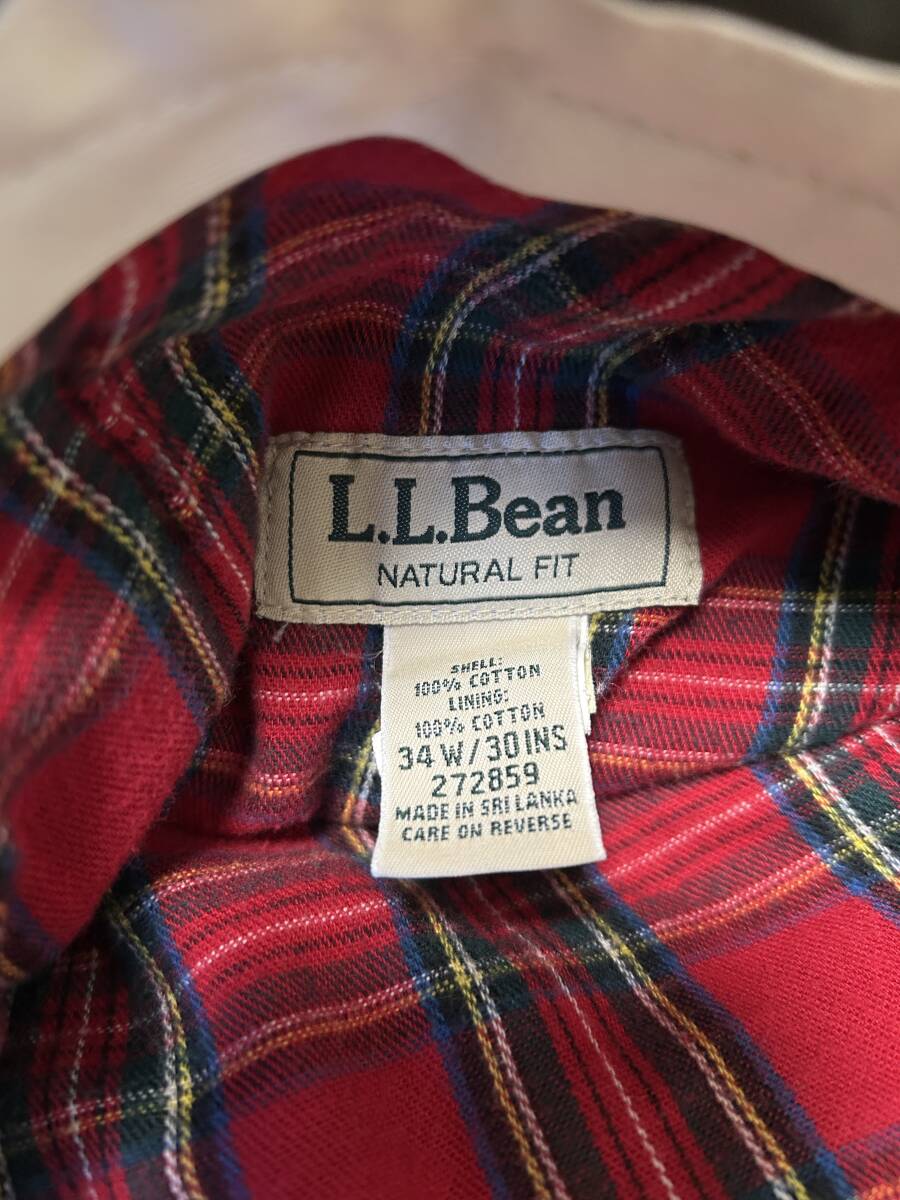 L.L.Bean
NATURAL FIT
SHELL:
100% COTTON
LINING:
100% COTTON
34 W/30 INS
272859
MADE IN SRI LANKA
CARE ON REVERSE